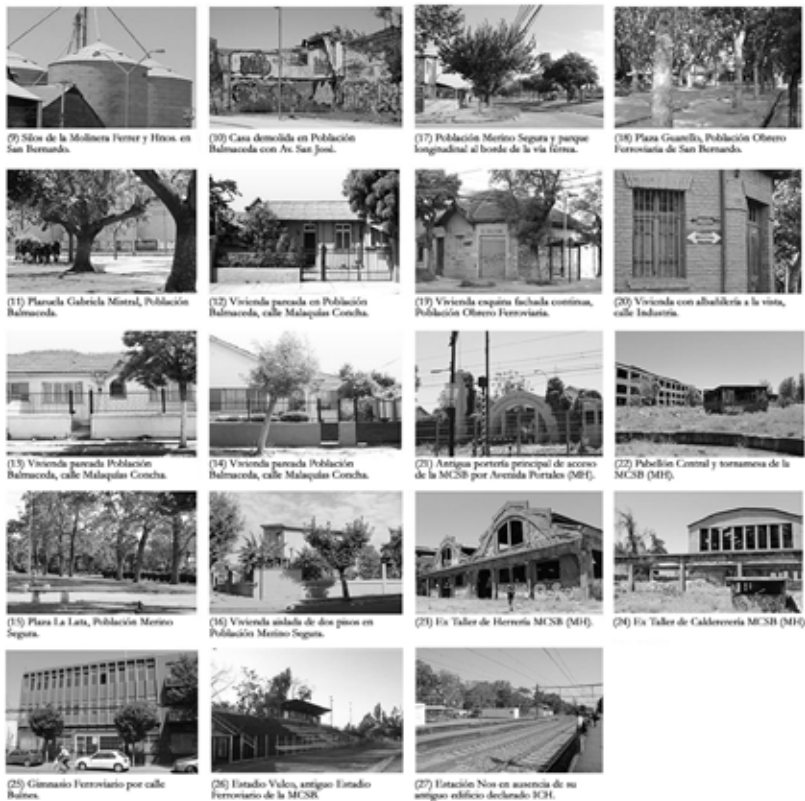 (9) Silos de la Molinera Ferrer y Hnos. en
San Bernardo.
(10) Casa demolida en Población
Balmaceda con Av. San José.
(17) Población Merino Segura y parque
longitudinal al borde de la vía férrea.
(18) Plaza Guarello, Población Obrero
Ferroviaria de San Bernardo.
(11) Plazuela Gabriela Mistral, Población
Balmaceda.
(12) Vivienda pareada en Población
Balmaceda, calle Malaquías Concha.
(19) Vivienda esquina fachada continua,
Población Obrero Ferroviaria.
(20) Vivienda con albañilería a la vista,
calle Industria.
(13) Vivienda pareada Población
Balmaceda, calle Malaquías Concha.
(14) Vivienda pareada Población
Balmaceda, calle Malaquías Concha.
(21) Antigua portería principal de acceso
de la MCSB por Avenida Portales (MH).
(22) Pabellón Central y tornamesa de la
MCSB (MH).
(15) Plaza La Lata, Población Merino
Segura.
(16) Vivienda aislada de dos pisos en
Población Merino Segura.
(23) Ex Taller de Herrería MCSB (MH).
(24) Ex Taller de Calderenería MCSB (MH)
(25) Gimnasio Ferroviario por calle
Bulnes.
(26) Estadio Vulco, antiguo Estadio
Ferroviario de la MCSB.
(27) Estación Nos en ausencia de su
antiguo edificio declarado ICH.